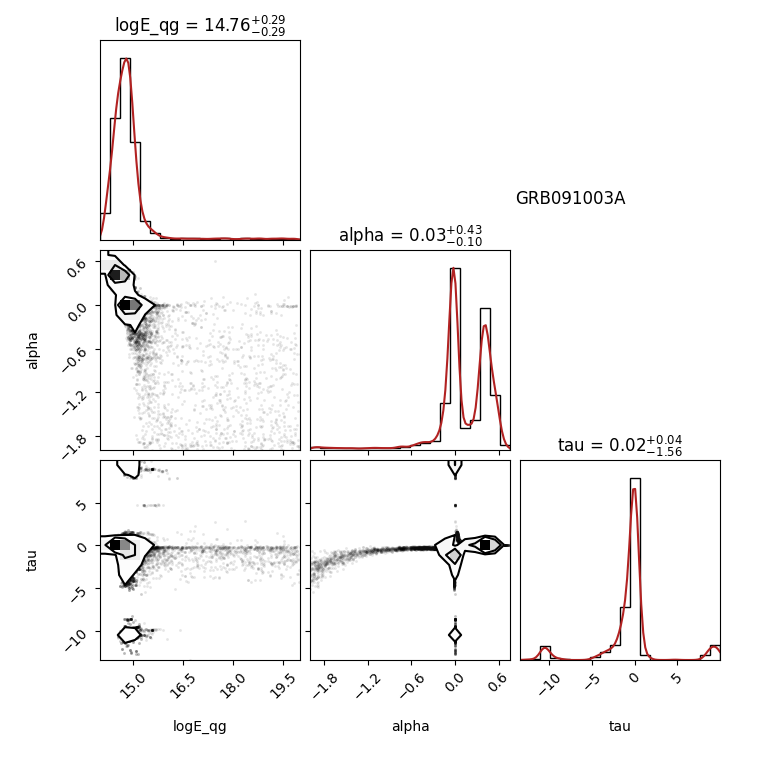 logE_qg = 14.76+0.29−0.29
GRB091003A
alpha = 0.03+0.43−0.10
0.6
0.0
−0.6
−1.2
−1.8
alpha
tau = 0.02+0.04−1.56
5
0
−5
−10
tau
15.0 16.5 18.0 19.5 −1.8 −1.2 −0.6 0.0 0.6 −10 −5 0 5
logE_qg alpha tau